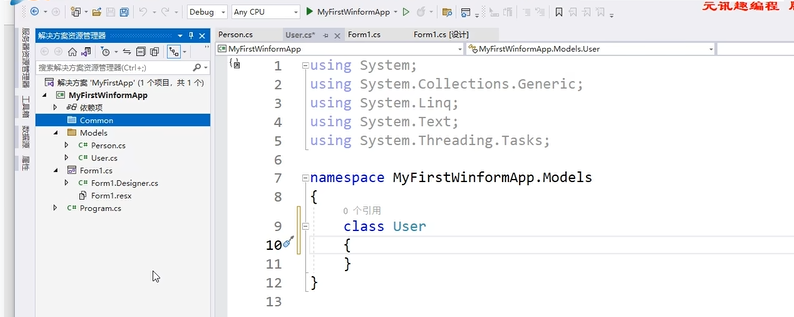 元讯趣编程
Debug
Any CPU
MyFirstWinformApp
服务器资源管理器
工具箱
数据源
属性
解决方案资源管理器
搜索解决方案资源管理器(Ctrl+;)
解决方案 'MyFirstApp' (1 个项目，共 1 个)
MyFirstWinformApp
依赖项
Common
Models
C# Person.cs
C# User.cs
Form1.cs
C# Form1.Designer.cs
Form1.resx
C# Program.cs
Person.cs
User.cs*
Form1.cs
Form1.cs [设计]
MyFirstWinformApp
MyFirstWinformApp.Models.User
1 using System;
2 using System.Collections.Generic;
3 using System.Linq;
4 using System.Text;
5 using System.Threading.Tasks;
6
7 namespace MyFirstWinformApp.Models
8 {
0 个引用
9 class User
10 {
11 }
12 }
13